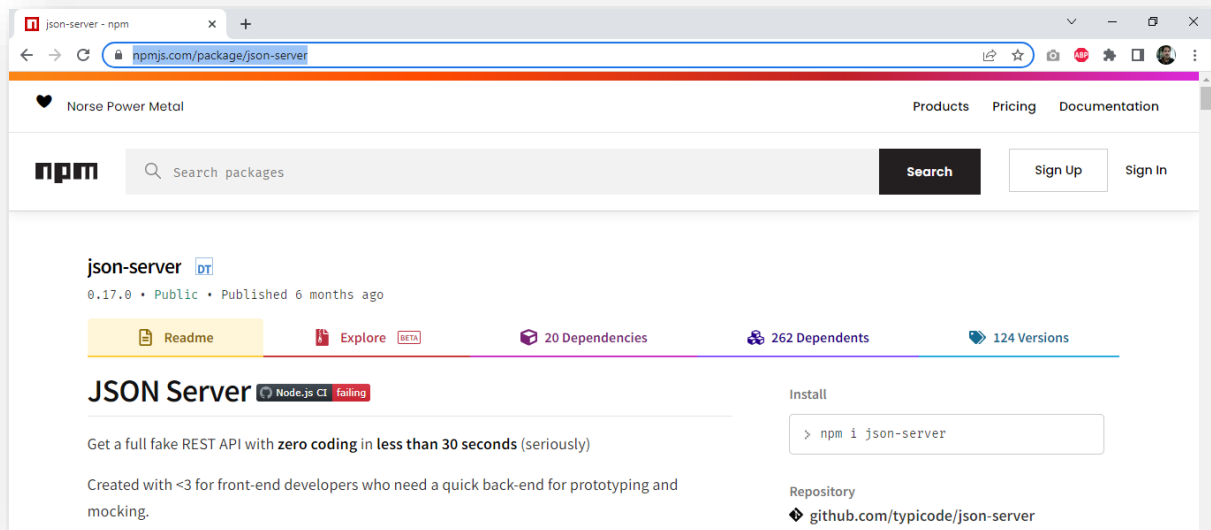 json-server - npm
npmjs.com/package/json-server
ABP
Norse Power Metal
Products Pricing Documentation
npm
Search packages
Search
Sign Up
Sign In
json-server DT
0.17.0 • Public • Published 6 months ago
Readme
Explore BETA
20 Dependencies
262 Dependents
124 Versions
JSON Server Node.js CI failing
Get a full fake REST API with zero coding in less than 30 seconds (seriously)
Created with <3 for front-end developers who need a quick back-end for prototyping and
mocking.
Install
> npm i json-server
Repository
github.com/typicode/json-server